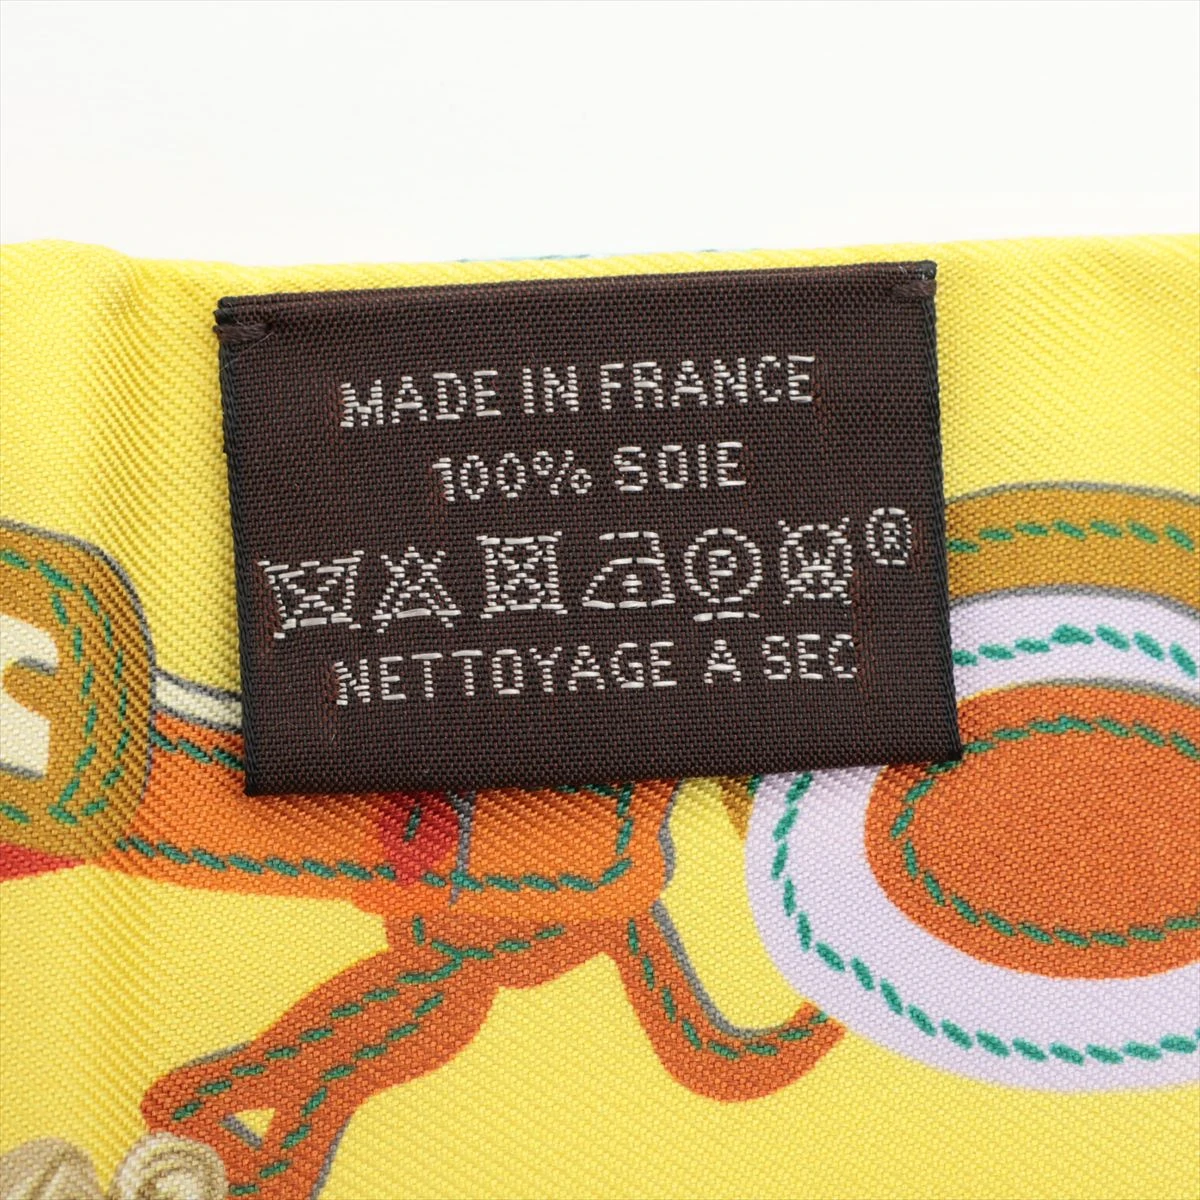 MADE IN FRANCE
100% SOIE
P W ®
NETTOYAGE A SEC